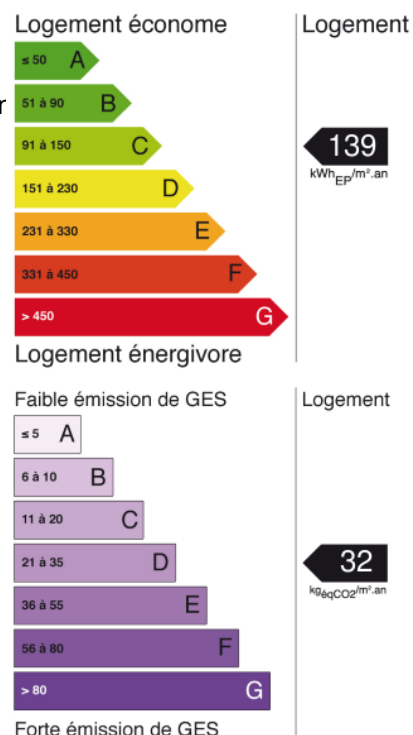 Logement économe
Logement
≤ 50 A
r
51 à 90 B
91 à 150 C
139
kWhEP/m².an
151 à 230 D
231 à 330 E
331 à 450 F
> 450 G
Logement énergivore
Faible émission de GES
Logement
≤ 5 A
6 à 10 B
11 à 20 C
21 à 35 D
32
kgéqCO2/m².an
36 à 55 E
56 à 80 F
> 80 G
Forte émission de GES